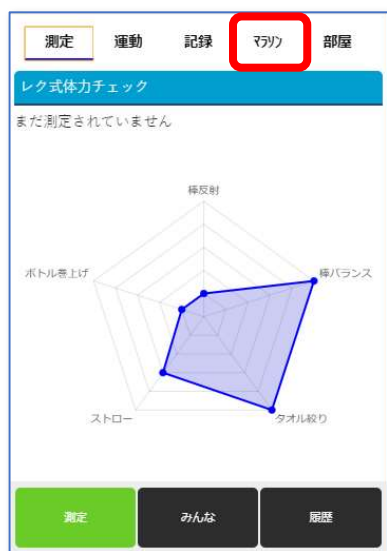 測定 運動 記録 ﾏﾗｿﾝ 部屋
レク式体力チェック
まだ測定されていません
棒反射
ボトル巻上げ 棒バランス
ストロー タオル絞り
測定 みんな 履歴